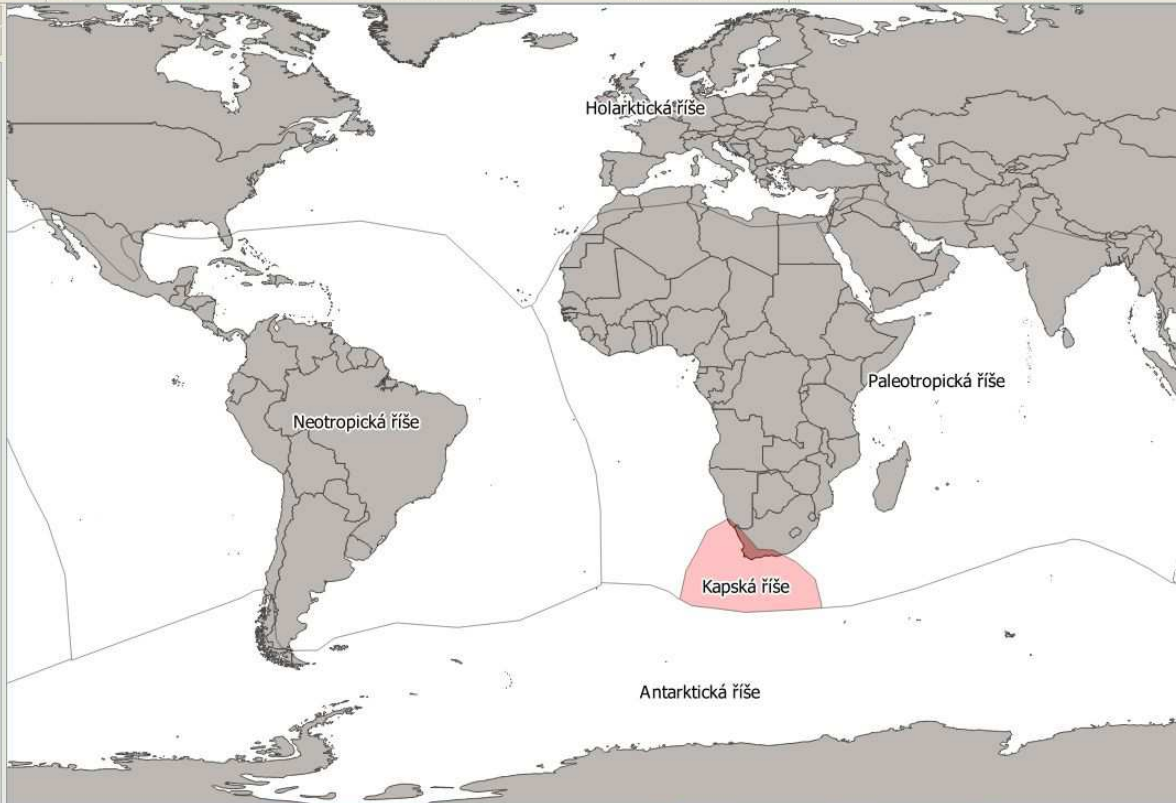 Holarktická říše
Paleotropická říše
Neotropická říše
Kapská říše
Antarktická říše